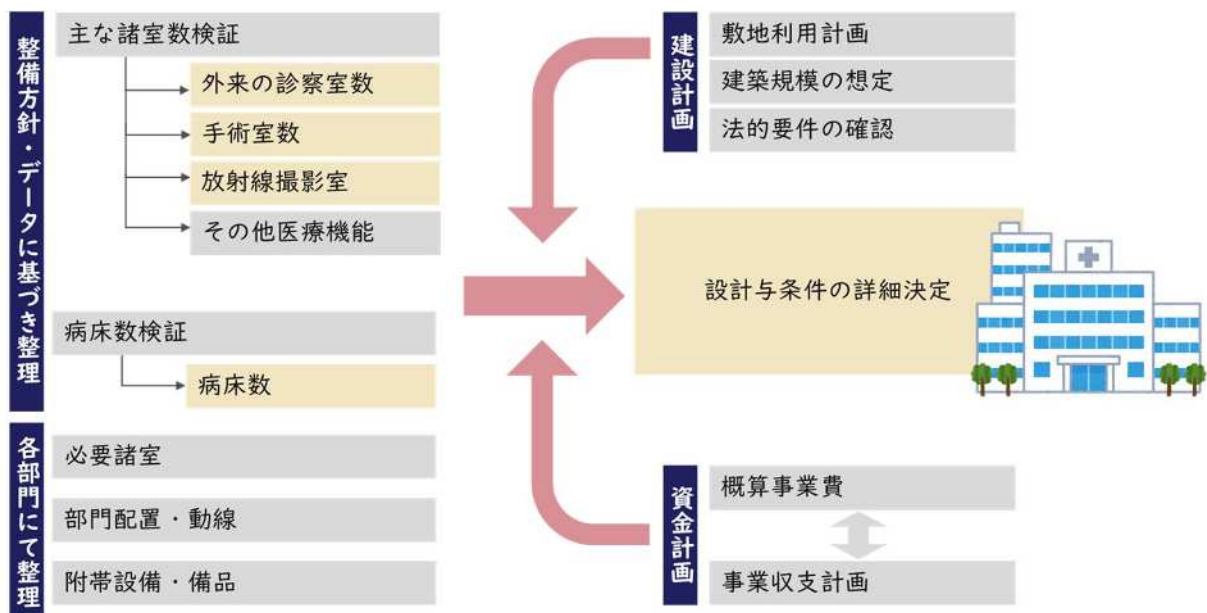 整備方針・データに基づき整理
主な諸室数検証
外来の診察室数
手術室数
放射線撮影室
その他医療機能
病床数検証
病床数
各部門にて整理
必要諸室
部門配置・動線
附帯設備・備品
建設計画
敷地利用計画
建築規模の想定
法的要件の確認
設計与条件の詳細決定
資金計画
概算事業費
事業収支計画